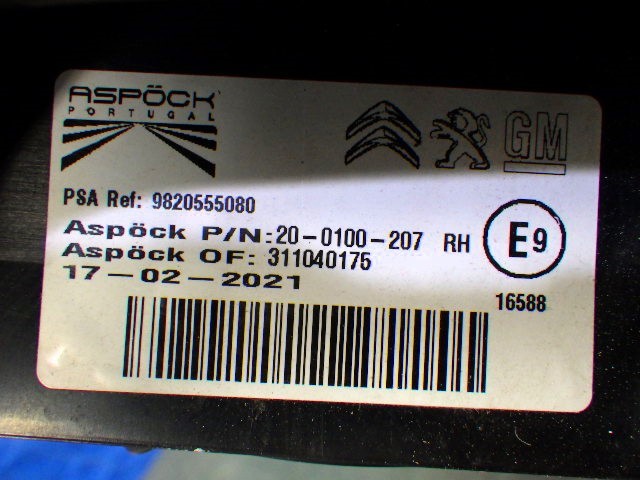 ASPÖCK
PORTUGAL
GM
PSA Ref: 9820555080
Aspöck P/N:20-0100-207 RH
E9
Aspöck OF: 311040175
17-02-2021
16588